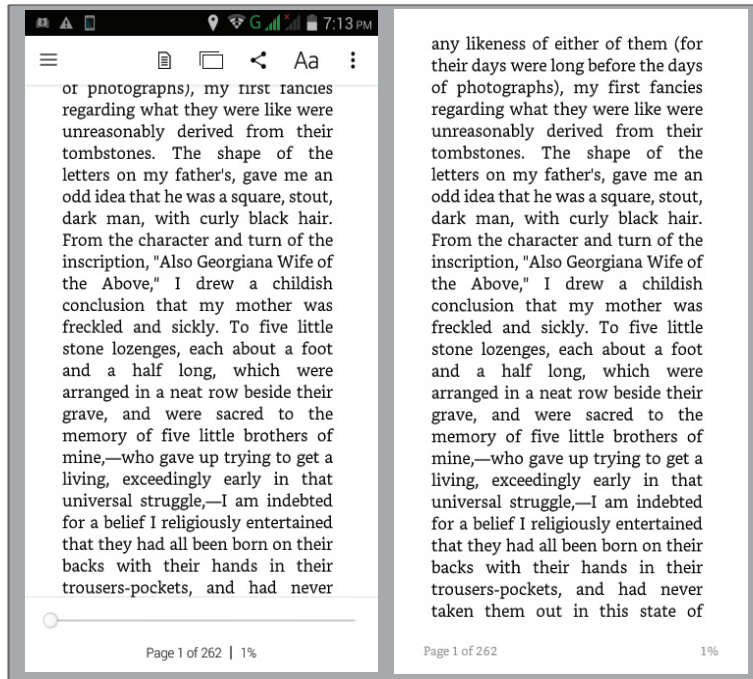 G 7:13 PM
Aa
of photographs), my first fancies
regarding what they were like were
unreasonably derived from their
tombstones. The shape of the
letters on my father's, gave me an
odd idea that he was a square, stout,
dark man, with curly black hair.
From the character and turn of the
inscription, "Also Georgiana Wife of
the Above," I drew a childish
conclusion that my mother was
freckled and sickly. To five little
stone lozenges, each about a foot
and a half long, which were
arranged in a neat row beside their
grave, and were sacred to the
memory of five little brothers of
mine,—who gave up trying to get a
living, exceedingly early in that
universal struggle,—I am indebted
for a belief I religiously entertained
that they had all been born on their
backs with their hands in their
trousers-pockets, and had never
Page 1 of 262 | 1%
any likeness of either of them (for
their days were long before the days
of photographs), my first fancies
regarding what they were like were
unreasonably derived from their
tombstones. The shape of the
letters on my father's, gave me an
odd idea that he was a square, stout,
dark man, with curly black hair.
From the character and turn of the
inscription, "Also Georgiana Wife of
the Above," I drew a childish
conclusion that my mother was
freckled and sickly. To five little
stone lozenges, each about a foot
and a half long, which were
arranged in a neat row beside their
grave, and were sacred to the
memory of five little brothers of
mine,—who gave up trying to get a
living, exceedingly early in that
universal struggle,—I am indebted
for a belief I religiously entertained
that they had all been born on their
backs with their hands in their
trousers-pockets, and had never
taken them out in this state of
Page 1 of 262 1%